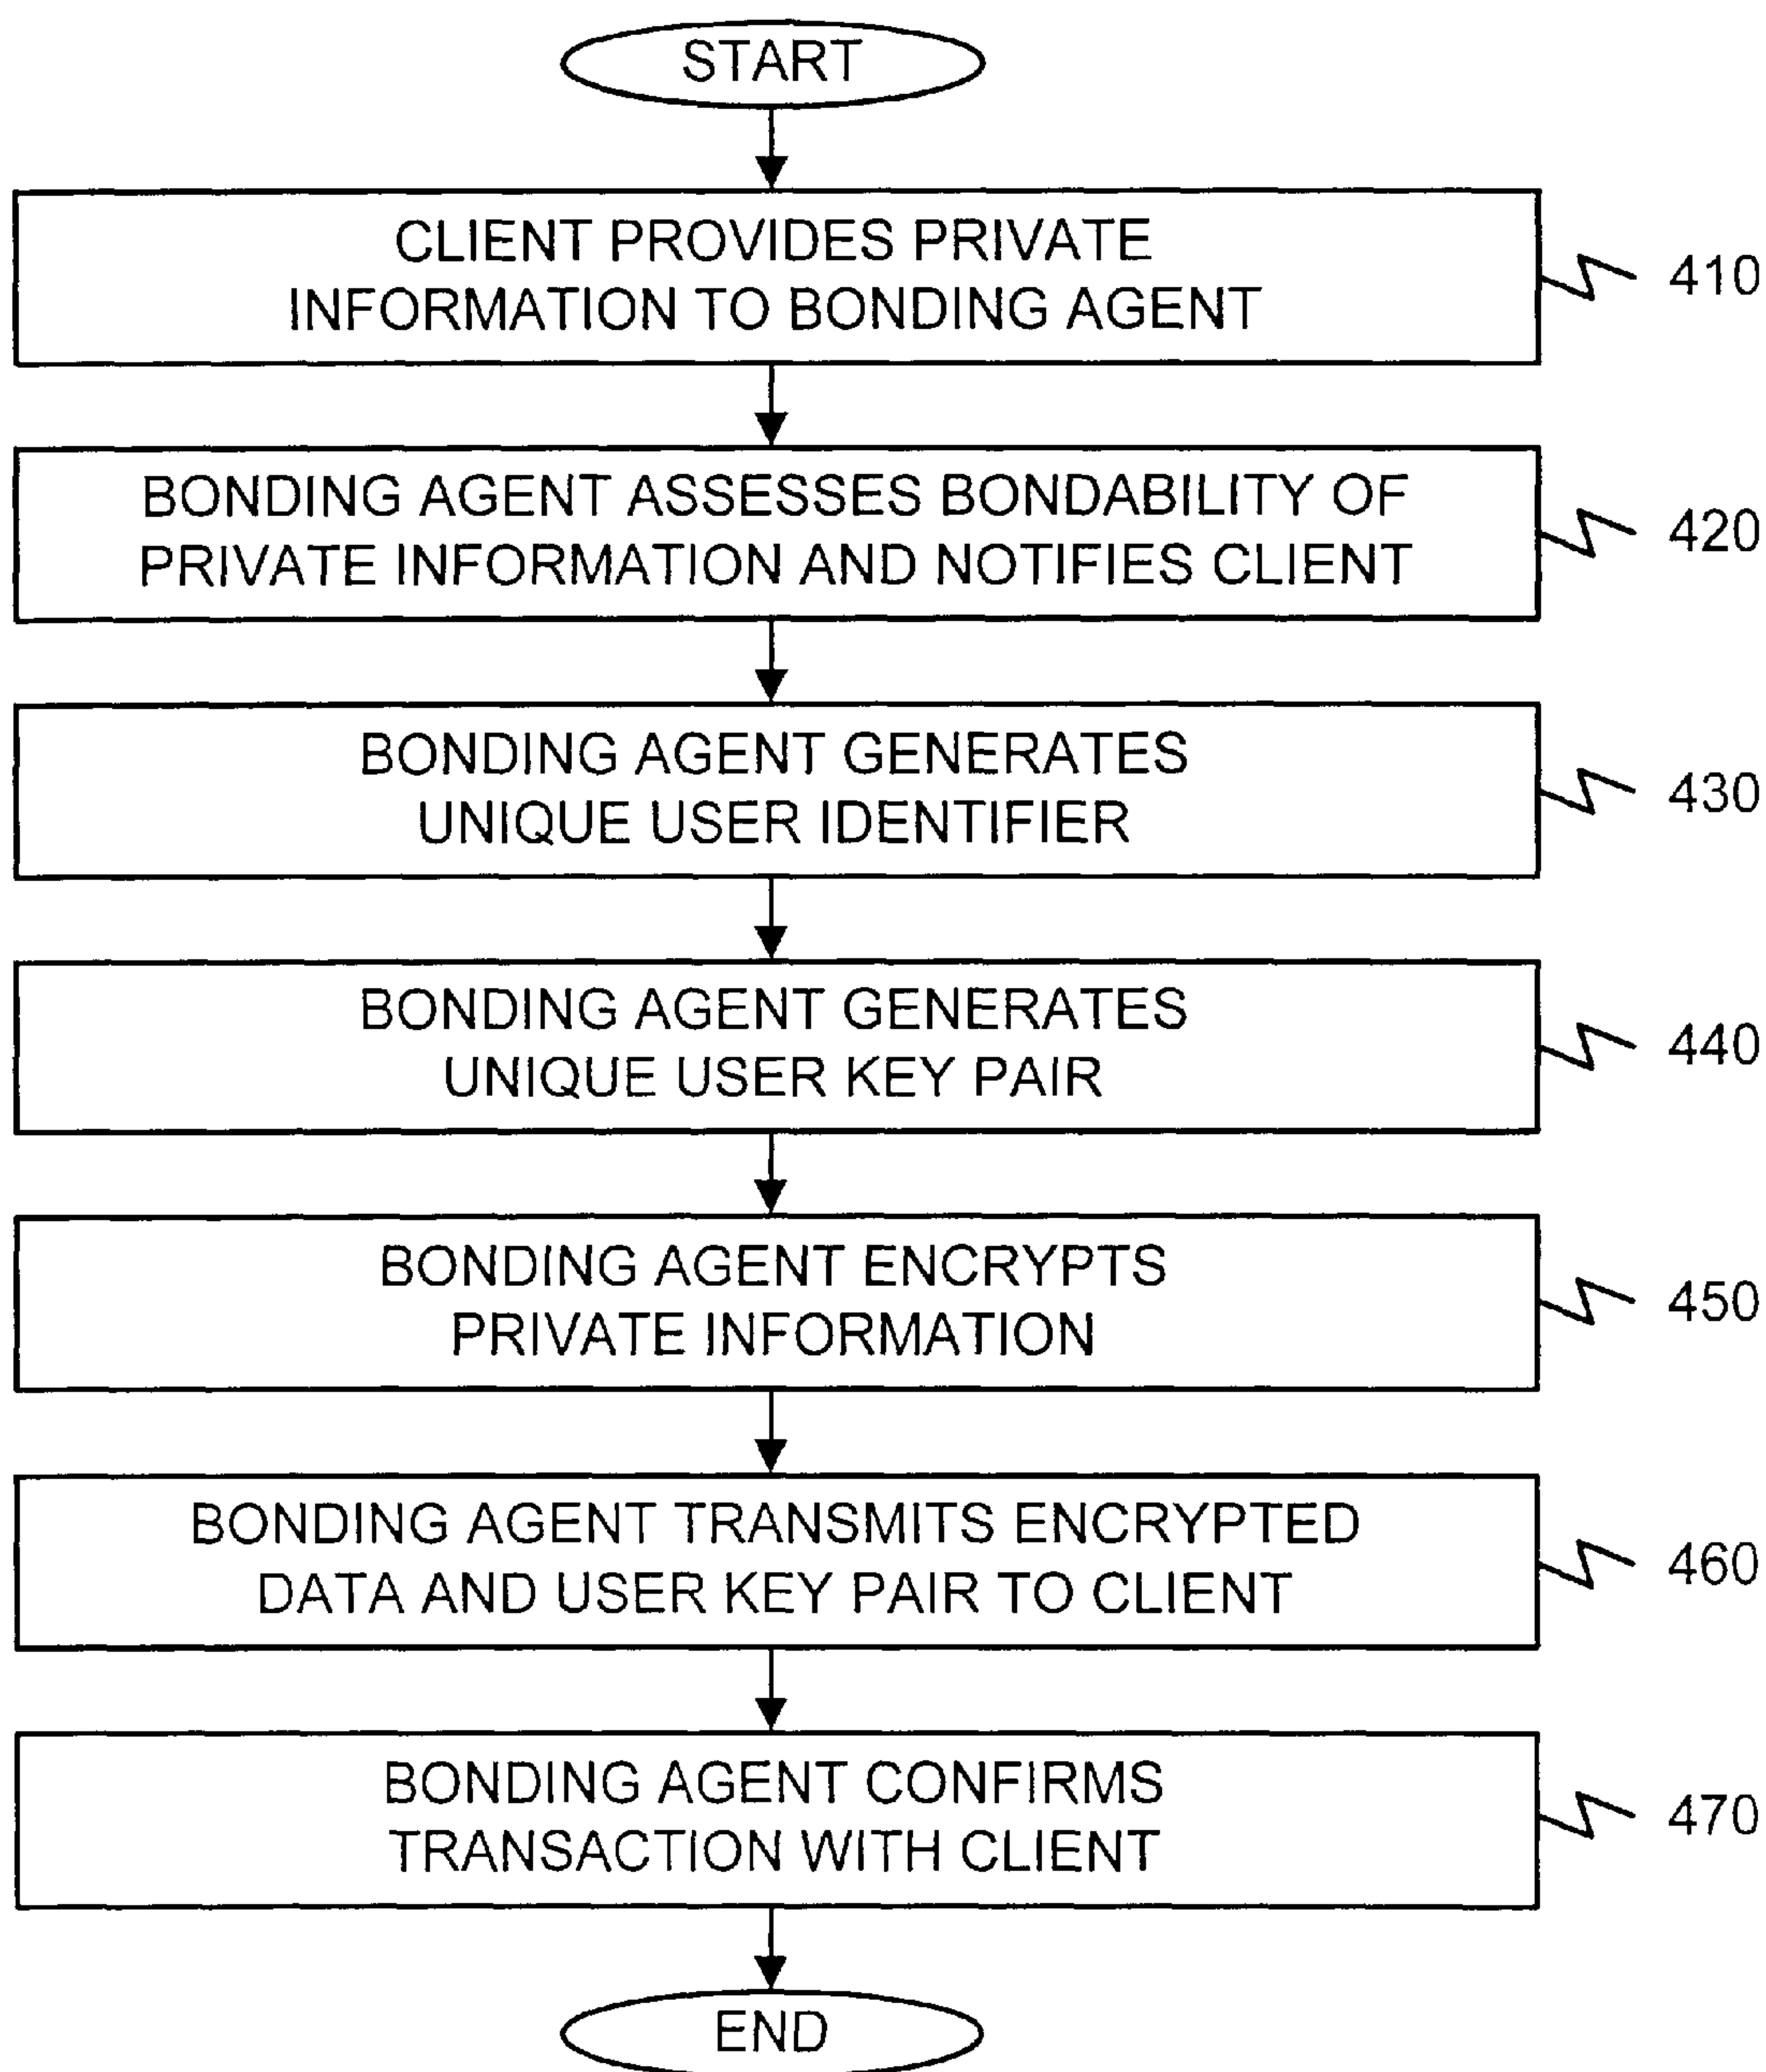 START
CLIENT PROVIDES PRIVATE
INFORMATION TO BONDING AGENT
410
BONDING AGENT ASSESSES BONDABILITY OF
PRIVATE INFORMATION AND NOTIFIES CLIENT
420
BONDING AGENT GENERATES
UNIQUE USER IDENTIFIER
430
BONDING AGENT GENERATES
UNIQUE USER KEY PAIR
440
BONDING AGENT ENCRYPTS
PRIVATE INFORMATION
450
BONDING AGENT TRANSMITS ENCRYPTED
DATA AND USER KEY PAIR TO CLIENT
460
BONDING AGENT CONFIRMS
TRANSACTION WITH CLIENT
470
END